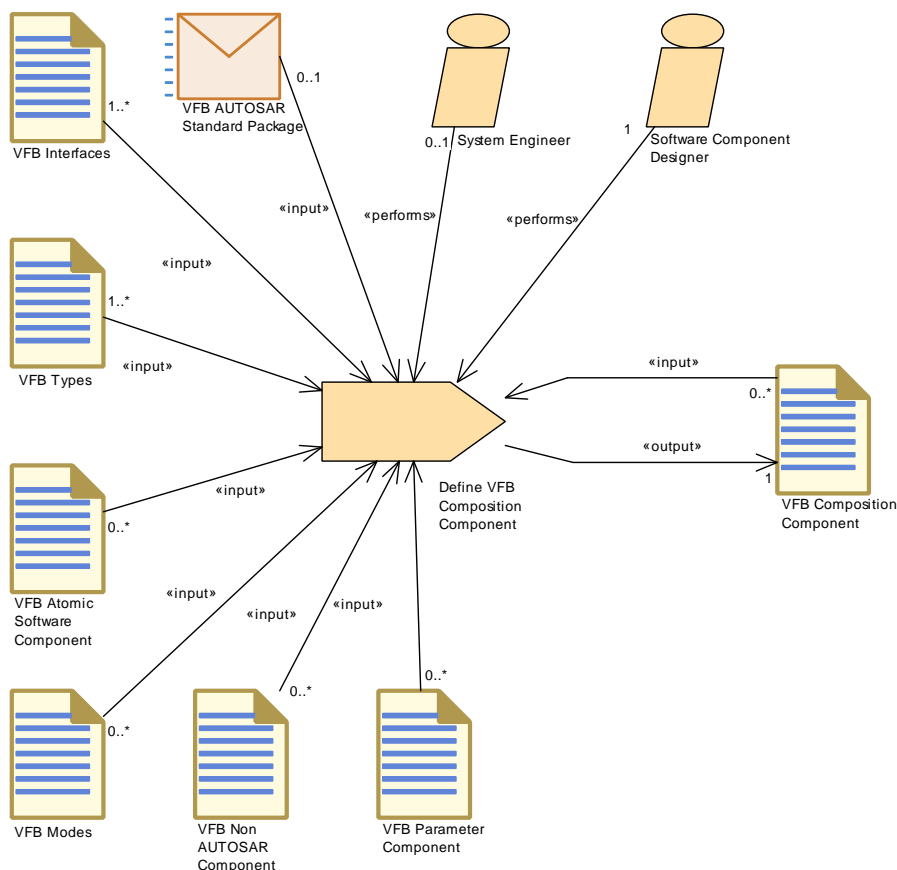 0..1
1..*
VFB AUTOSAR
Standard Package
VFB Interfaces
0..1
System Engineer
1
Software Component
Designer
«input»
«performs»
«performs»
«input»
1..*
«input»
VFB Types
«input»
0..*
«output»
1
Define VFB
Composition
Component
VFB Composition
Component
«input»
0..*
VFB Atomic
Software
Component
«input»
«input»
«input»
0..*
0..*
0..*
VFB Modes
VFB Non
AUTOSAR
Component
VFB Parameter
Component